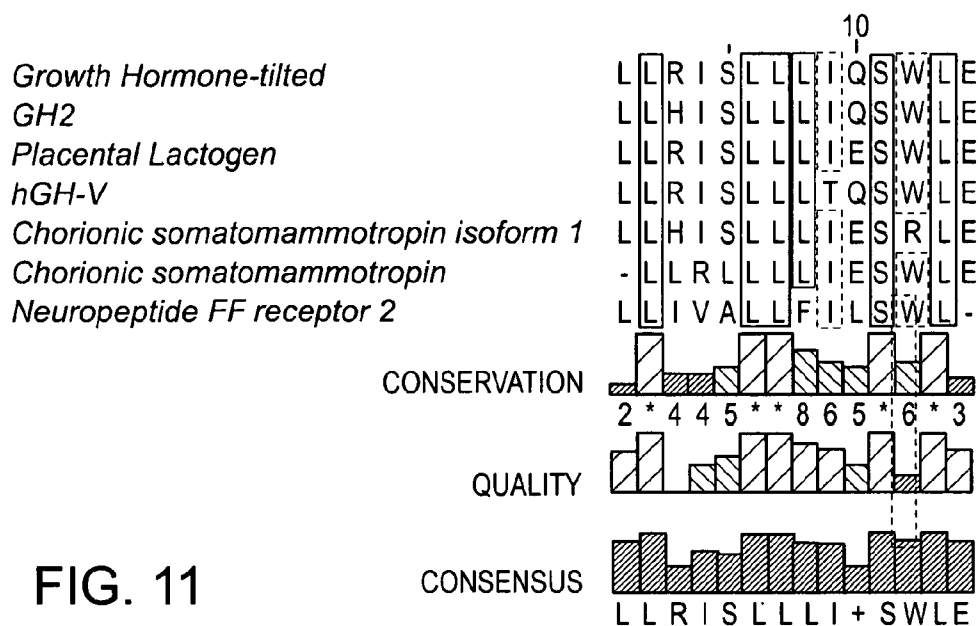 10
Growth Hormone-tilted L L R I S L L L I Q S W L E
GH2 L L H I S L L L I Q S W L E
Placental Lactogen L L R I S L L L I E S W L E
hGH-V L L R I S L L L T Q S W L E
Chorionic somatomammotropin isoform 1 L L H I S L L L I E S R L E
Chorionic somatomammotropin - L L R L L L L I E S W L E
Neuropeptide FF receptor 2 L L I V A L L F I L S W L -
CONSERVATION
2 * 4 4 5 * * 8 6 5 * 6 * 3
QUALITY
CONSENSUS
L L R I S L L L I + S W L E
FIG. 11